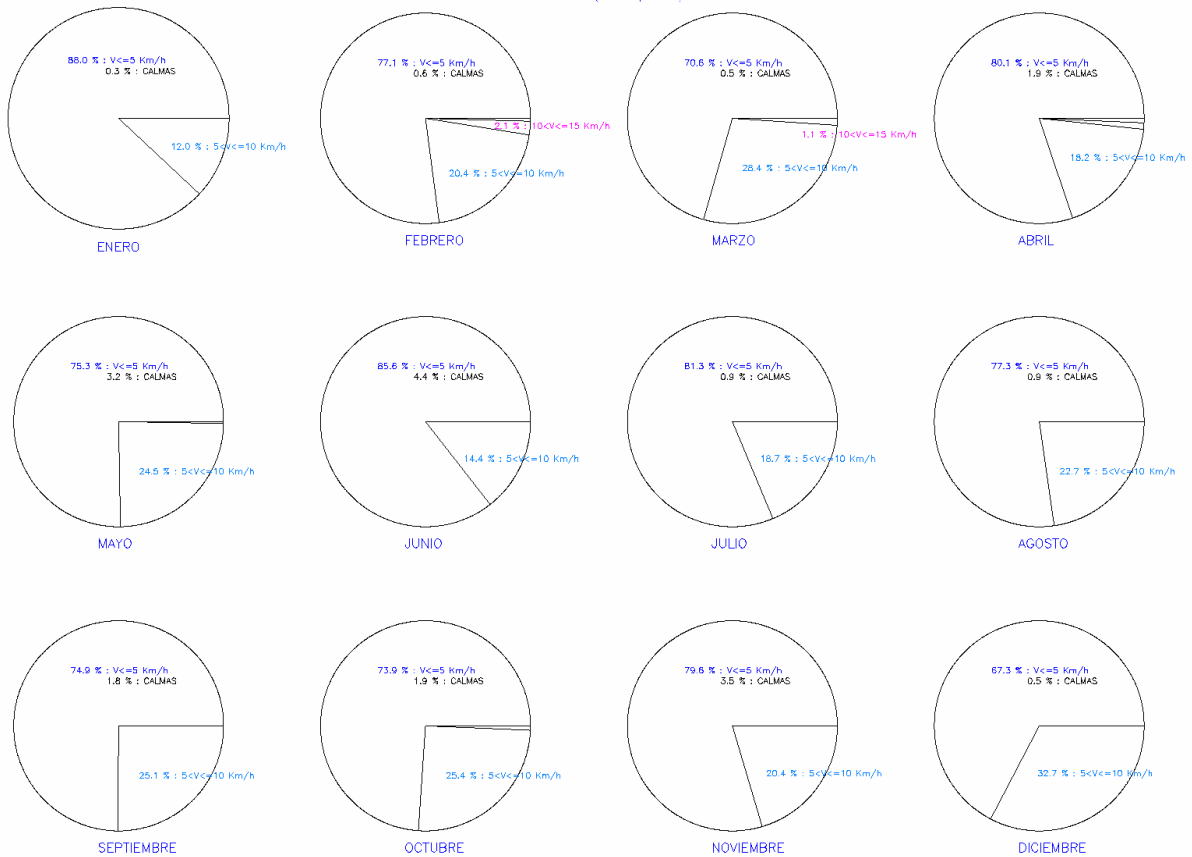 88.0 % : V<=5 Km/h
0.3 % : CALMAS
12.0 % : 5<V<=10 Km/h
ENERO
77.1 % : V<=5 Km/h
0.6 % : CALMAS
2.1 % : 10<V<=15 Km/h
20.4 % : 5<V<=10 Km/h
FEBRERO
70.6 % : V<=5 Km/h
0.5 % : CALMAS
1.1 % : 10<V<=15 Km/h
28.4 % : 5<V<=10 Km/h
MARZO
80.1 % : V<=5 Km/h
1.9 % : CALMAS
18.2 % : 5<V<=10 Km/h
ABRIL
75.3 % : V<=5 Km/h
3.2 % : CALMAS
24.5 % : 5<V<=10 Km/h
MAYO
85.6 % : V<=5 Km/h
4.4 % : CALMAS
14.4 % : 5<V<=10 Km/h
JUNIO
81.3 % : V<=5 Km/h
0.9 % : CALMAS
18.7 % : 5<V<=10 Km/h
JULIO
77.3 % : V<=5 Km/h
0.9 % : CALMAS
22.7 % : 5<V<=10 Km/h
AGOSTO
74.9 % : V<=5 Km/h
1.8 % : CALMAS
25.1 % : 5<V<=10 Km/h
SEPTIEMBRE
73.9 % : V<=5 Km/h
1.9 % : CALMAS
25.4 % : 5<V<=10 Km/h
OCTUBRE
79.6 % : V<=5 Km/h
3.5 % : CALMAS
20.4 % : 5<V<=10 Km/h
NOVIEMBRE
67.3 % : V<=5 Km/h
0.5 % : CALMAS
32.7 % : 5<V<=10 Km/h
DICIEMBRE